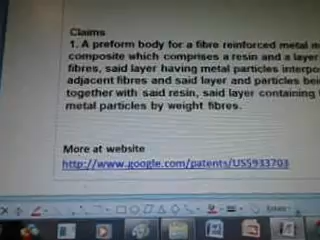 Claims
1. A preform body for a fibre reinforced metal m
composite which comprises a resin and a layer
fibres, said layer having metal particles interpo
adjacent fibres and said layer and particles bei
together with said resin, said layer containing
metal particles by weight fibres.
More at website
http://www.google.com/patents/US5933703